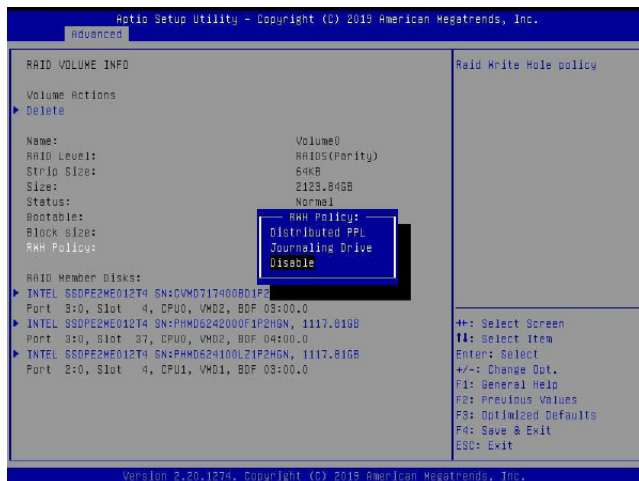 Aptio Setup Utility - Copyright (C) 2019 American Megatrends, Inc.
Advanced
RAID VOLUME INFO
Raid Write Hole policy
Volume Actions
Delete
Name: Volume0
RAID Level: RAID5(Parity)
Strip Size: 64KB
Size: 2123.84GB
Status: Normal
Bootable:
Block size:
RWH Policy:
RWH Policy:
Distributed PPL
Journaling Drive
Disable
RAID Member Disks:
INTEL SSDPE2ME012T4 SN:CVMD717400BD1P2
Port 3:0, Slot 4, CPU0, VMD2, BDF 03:00.0
INTEL SSDPE2ME012T4 SN:PHMD6242000F1P2HGN, 1117.81GB
Port 3:0, Slot 37, CPU0, VMD2, BDF 04:00.0
INTEL SSDPE2ME012T4 SN:PHMD624100LZ1P2HGN, 1117.81GB
Port 2:0, Slot 4, CPU1, VMD1, BDF 03:00.0
→←: Select Screen
↑↓: Select Item
Enter: Select
+/-: Change Opt.
F1: General Help
F2: Previous Values
F3: Optimized Defaults
F4: Save & Exit
ESC: Exit
Version 2.20.1274. Copyright (C) 2019 American Megatrends, Inc.